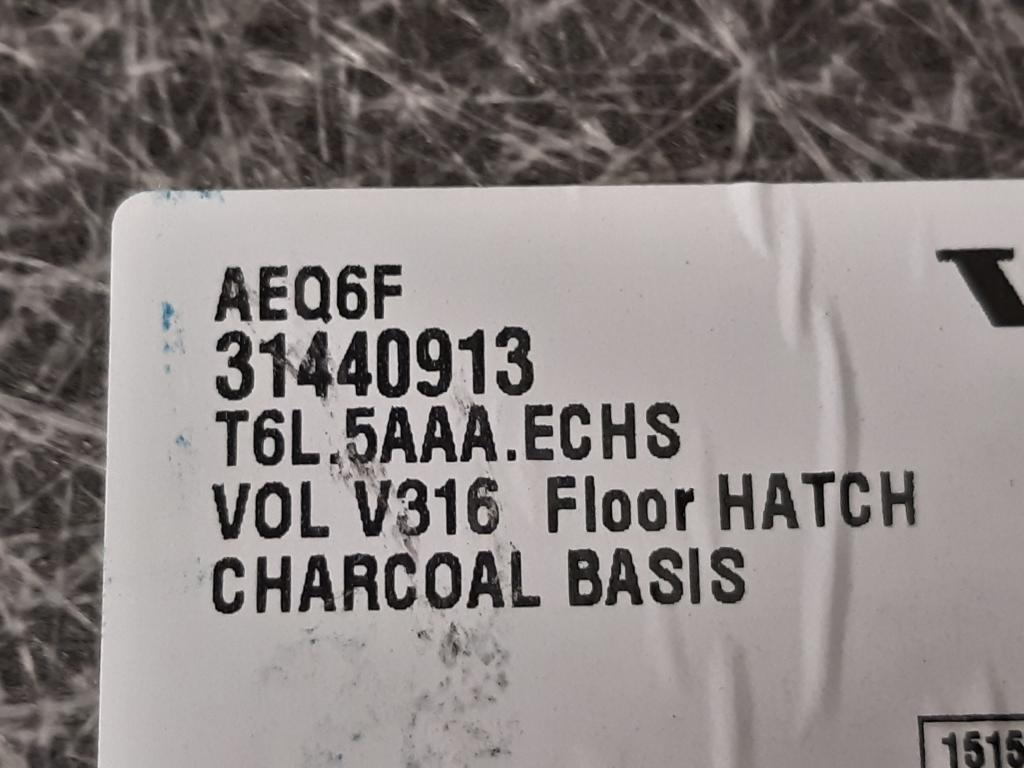 AEQ6F
31440913
T6L.5AAA.ECHS
VOL V316 Floor HATCH
CHARCOAL BASIS
1515